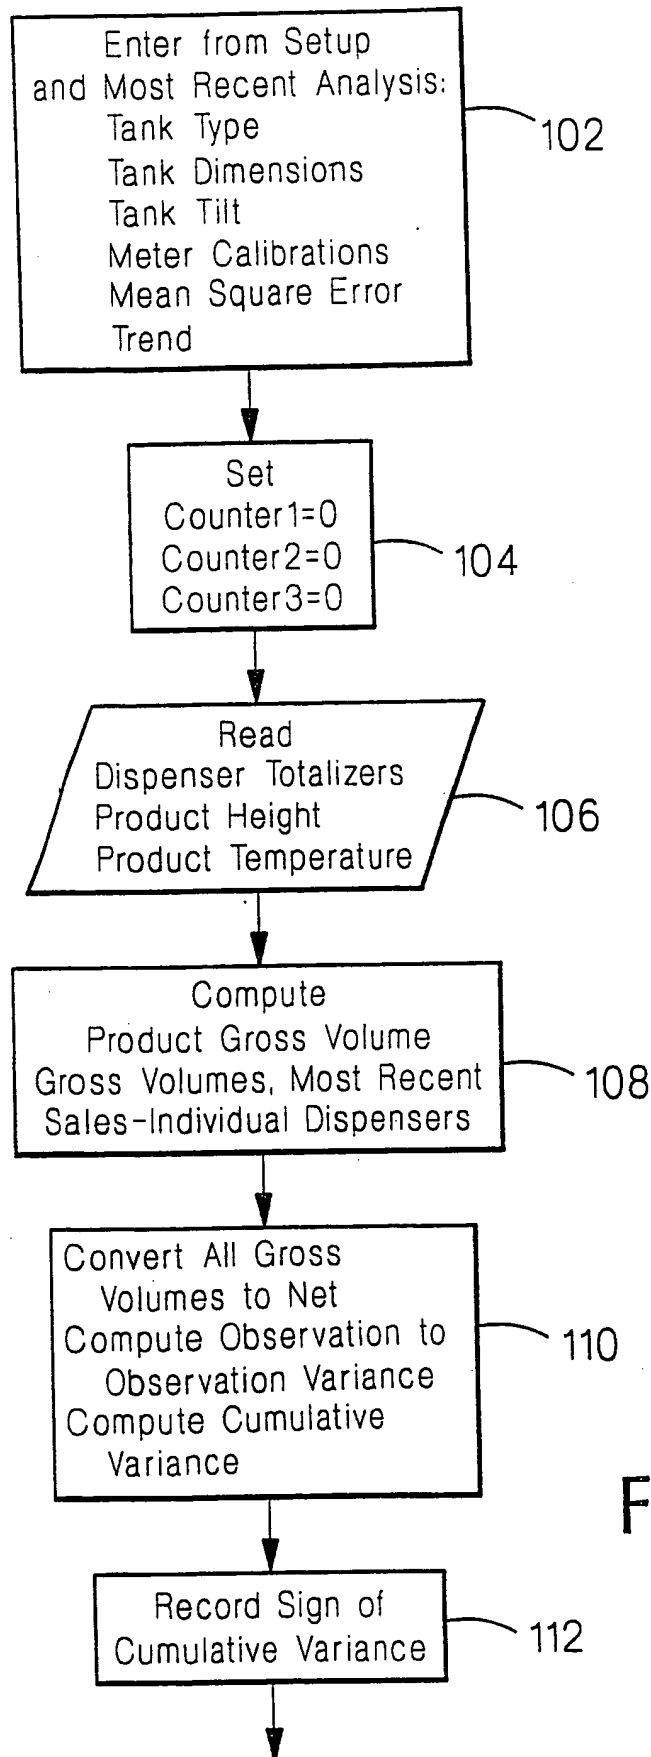 Enter from Setup
and Most Recent Analysis:
Tank Type
Tank Dimensions
Tank Tilt
Meter Calibrations
Mean Square Error
Trend
102
Set
Counter1=0
Counter2=0
Counter3=0
104
Read
Dispenser Totalizers
Product Height
Product Temperature
106
Compute
Product Gross Volume
Gross Volumes, Most Recent
Sales-Individual Dispensers
108
Convert All Gross
Volumes to Net
Compute Observation to
Observation Variance
Compute Cumulative
Variance
110
F
Record Sign of
Cumulative Variance
112